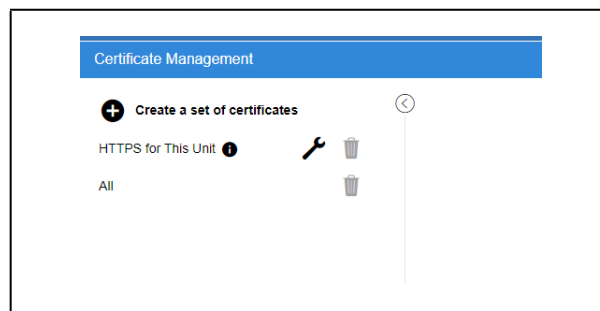 Certificate Management
Create a set of certificates
HTTPS for This Unit
All